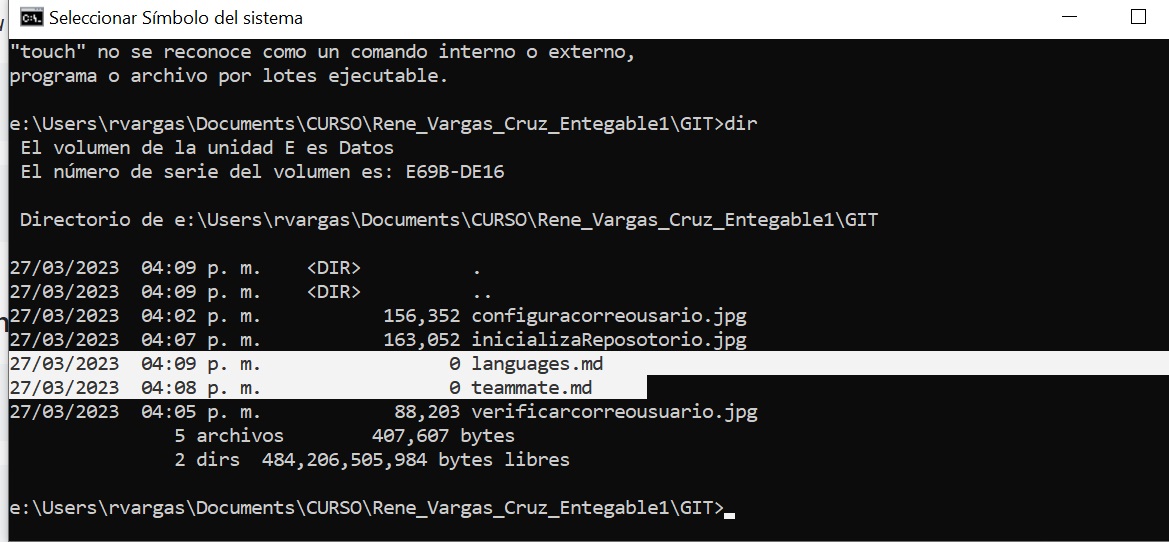 Seleccionar Símbolo del sistema
"touch" no se reconoce como un comando interno o externo,
programa o archivo por lotes ejecutable.
e:\Users\rvargas\Documents\CURSO\Rene_Vargas_Cruz_Entegable1\GIT>dir
El volumen de la unidad E es Datos
El número de serie del volumen es: E69B-DE16
Directorio de e:\Users\rvargas\Documents\CURSO\Rene_Vargas_Cruz_Entegable1\GIT
27/03/2023  04:09 p. m.    <DIR>          .
27/03/2023  04:09 p. m.    <DIR>          ..
27/03/2023  04:02 p. m.           156,352 configuracorreousario.jpg
27/03/2023  04:07 p. m.           163,052 inicializaReposotorio.jpg
27/03/2023  04:09 p. m.                 0 languages.md
27/03/2023  04:08 p. m.                 0 teammate.md
27/03/2023  04:05 p. m.            88,203 verificarcorreousuario.jpg
5 archivos        407,607 bytes
2 dirs  484,206,505,984 bytes libres
e:\Users\rvargas\Documents\CURSO\Rene_Vargas_Cruz_Entegable1\GIT>